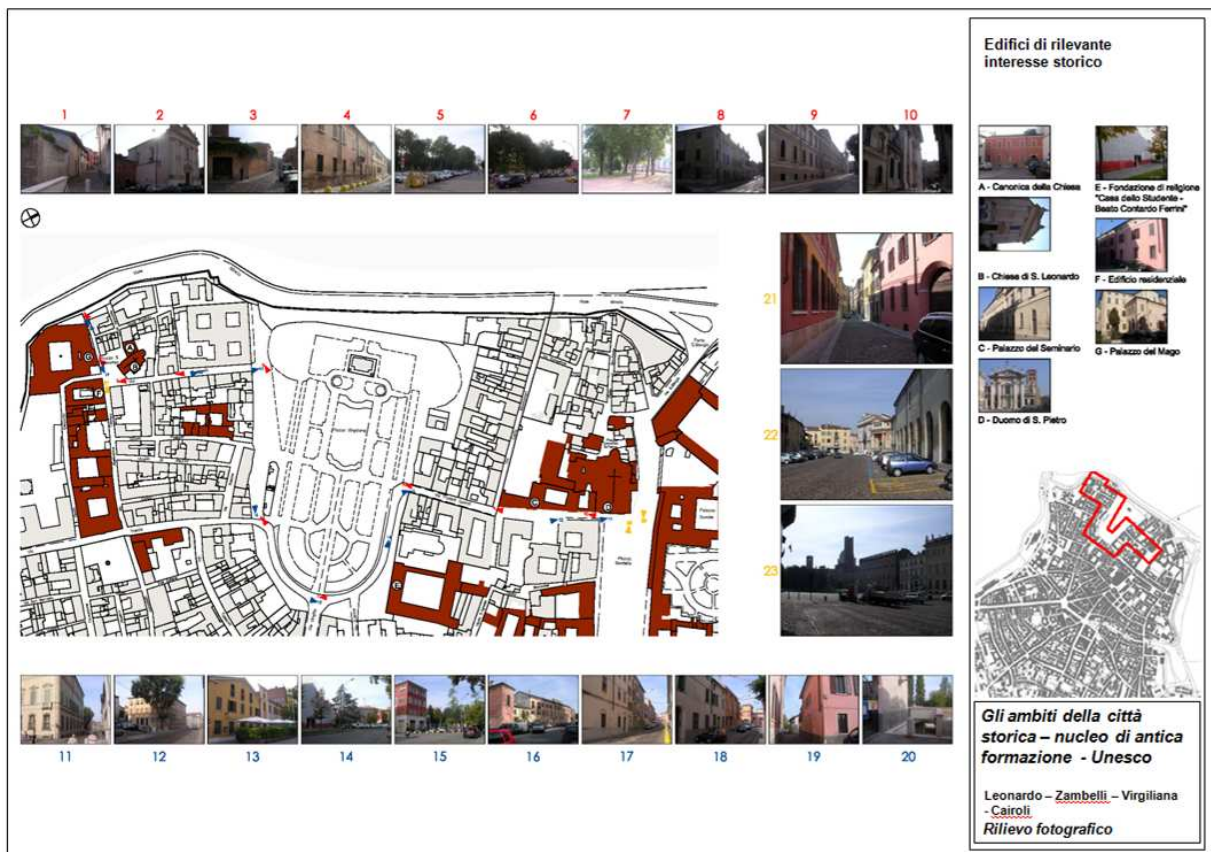 1 2 3 4 5 6 7 8 9 10
21
22
23
11 12 13 14 15 16 17 18 19 20
Edifici di rilevante
interesse storico
A - Canonica della Chiesa
E - Fondazione di religione
"Casa dello Studente -
Beato Contardo Ferrini"
B - Chiesa di S. Leonardo
F - Edificio residenziale
C - Palazzo del Seminario
G - Palazzo del Mago
D - Duomo di S. Pietro
Gli ambiti della città
storica – nucleo di antica
formazione - Unesco
Leonardo – Zambelli – Virgiliana
- Cairoli
Rilievo fotografico